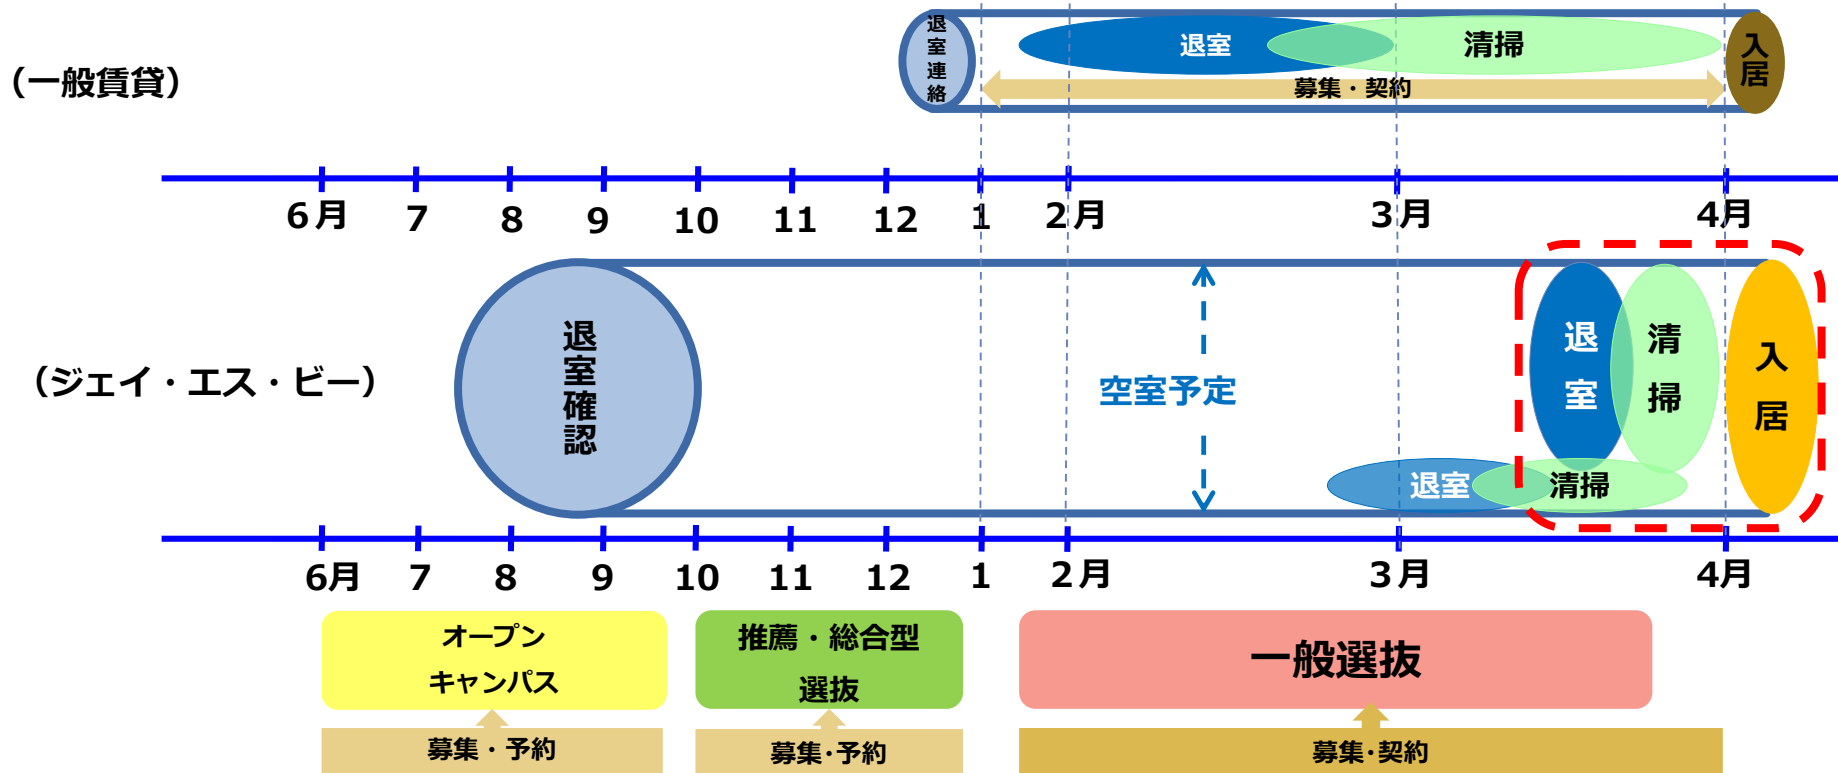 退室連絡
退室
清掃
入居
（一般賃貸）
募集・契約
６月 7 8 9 10 11 12 1 ２月 ３月 4月
（ジェイ・エス・ビー）
退室確認
空室予定
退室
清掃
入居
退室
清掃
6月 7 8 9 10 11 12 1 ２月 ３月 4月
オープン
キャンパス
推薦・総合型
選抜
一般選抜
募集・予約
募集・予約
募集・契約